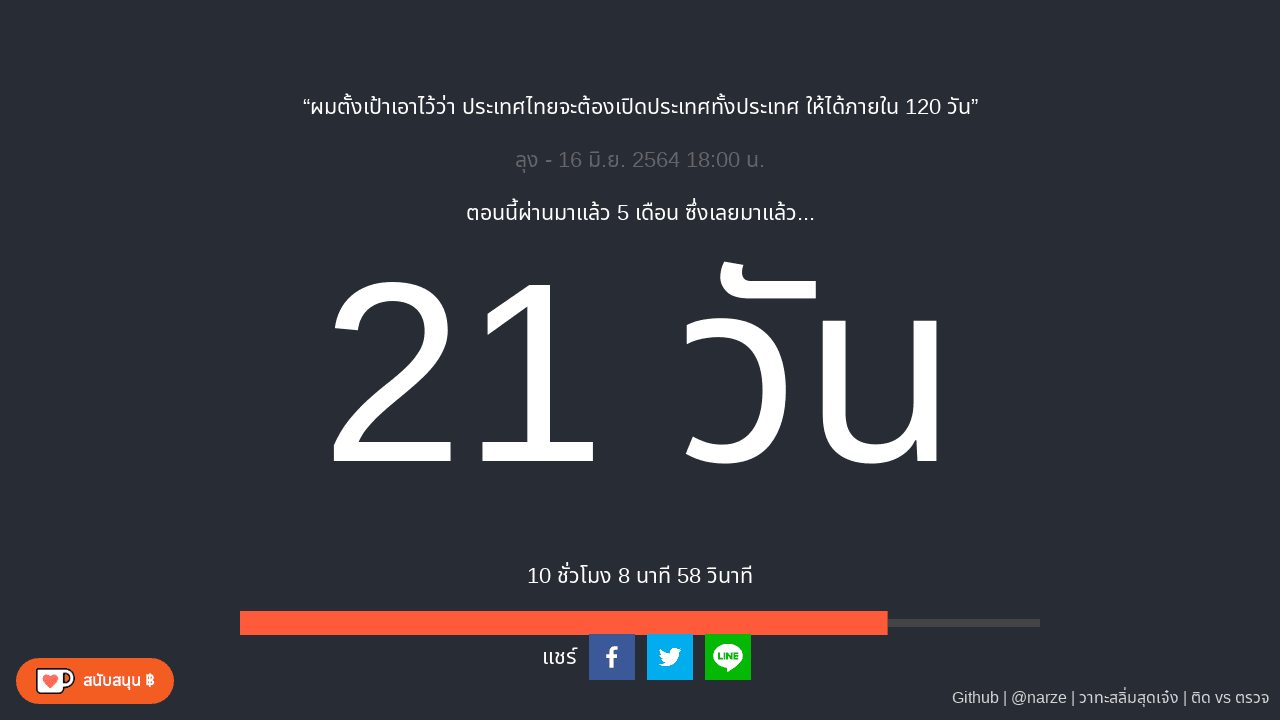 “ผมตั้งเป้าเอาไว้ว่า ประเทศไทยจะต้องเปิดประเทศทั้งประเทศ ให้ได้ภายใน 120 วัน”
ลุง - 16 มิ.ย. 2564 18:00 น.
ตอนนี้ผ่านมาแล้ว 5 เดือน ซึ่งเลยมาแล้ว...
21 วัน
10 ชั่วโมง 8 นาที 58 วินาที
แชร์
LINE
สนับสนุน ฿
Github | @narze | วาทะสลิ่มสุดเจ๋ง | ติด vs ตรวจ